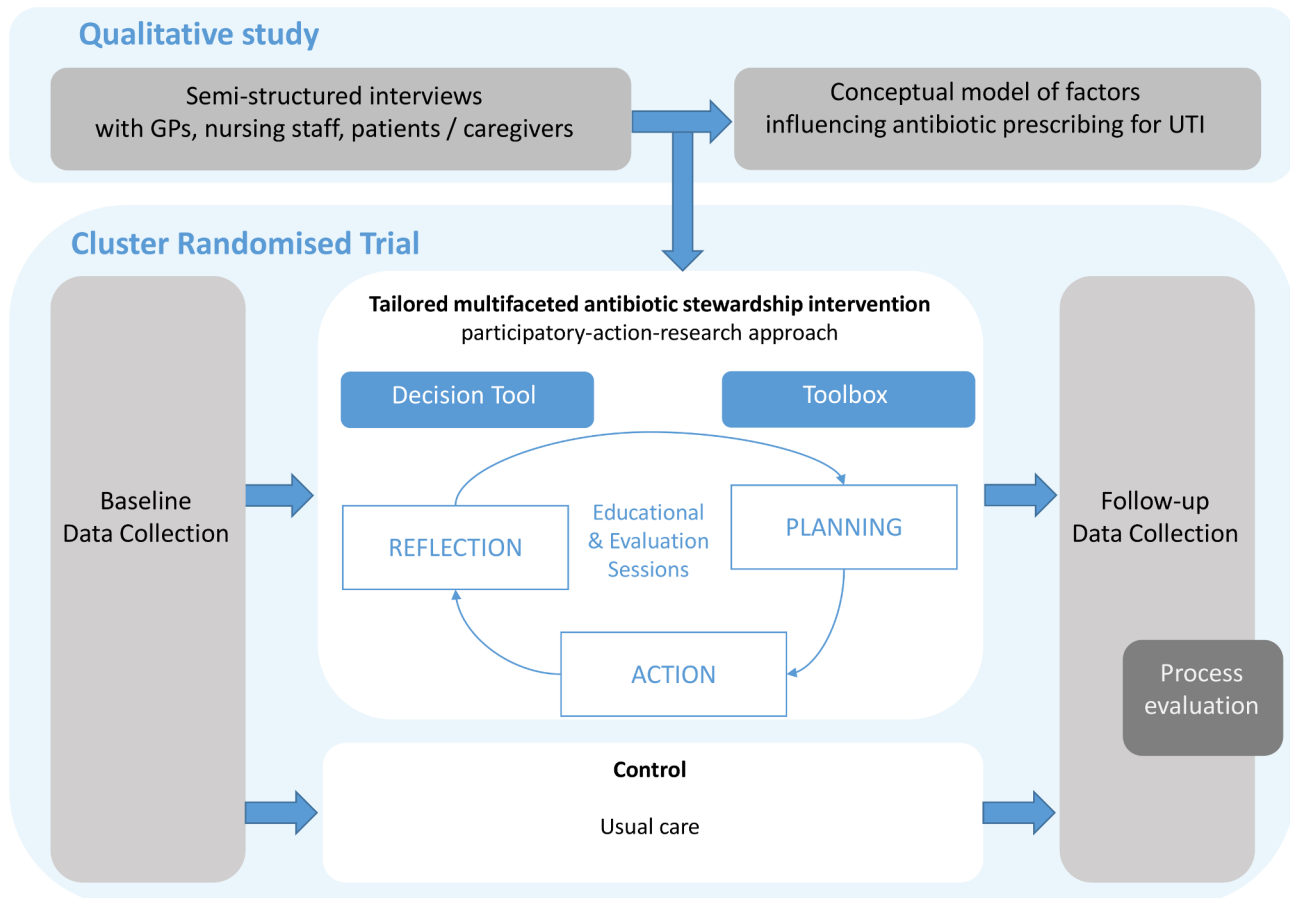 Qualitative study
Semi-structured interviews
with GPs, nursing staff, patients / caregivers
Conceptual model of factors
influencing antibiotic prescribing for UTI
Cluster Randomised Trial
Baseline
Data Collection
Tailored multifaceted antibiotic stewardship intervention
participatory-action-research approach
Decision Tool
Toolbox
REFLECTION
Educational
& Evaluation
Sessions
PLANNING
ACTION
Control
Usual care
Follow-up
Data Collection
Process
evaluation